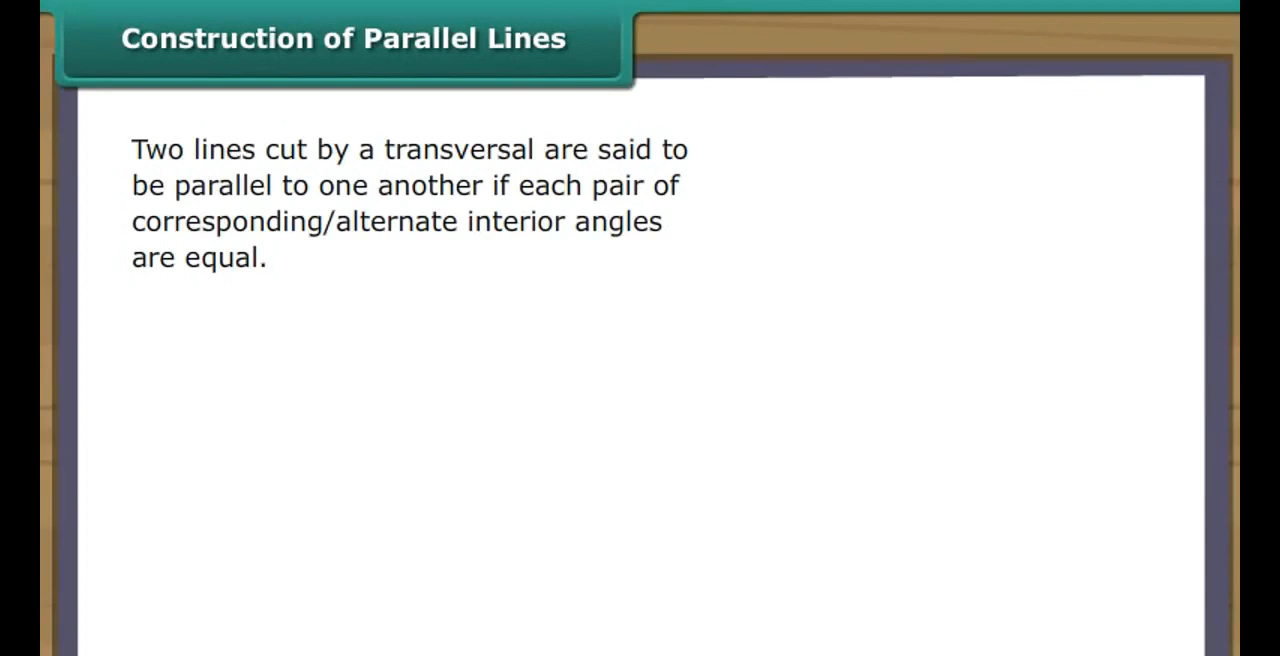 Construction of Parallel Lines
Two lines cut by a transversal are said to
be parallel to one another if each pair of
corresponding/alternate interior angles
are equal.